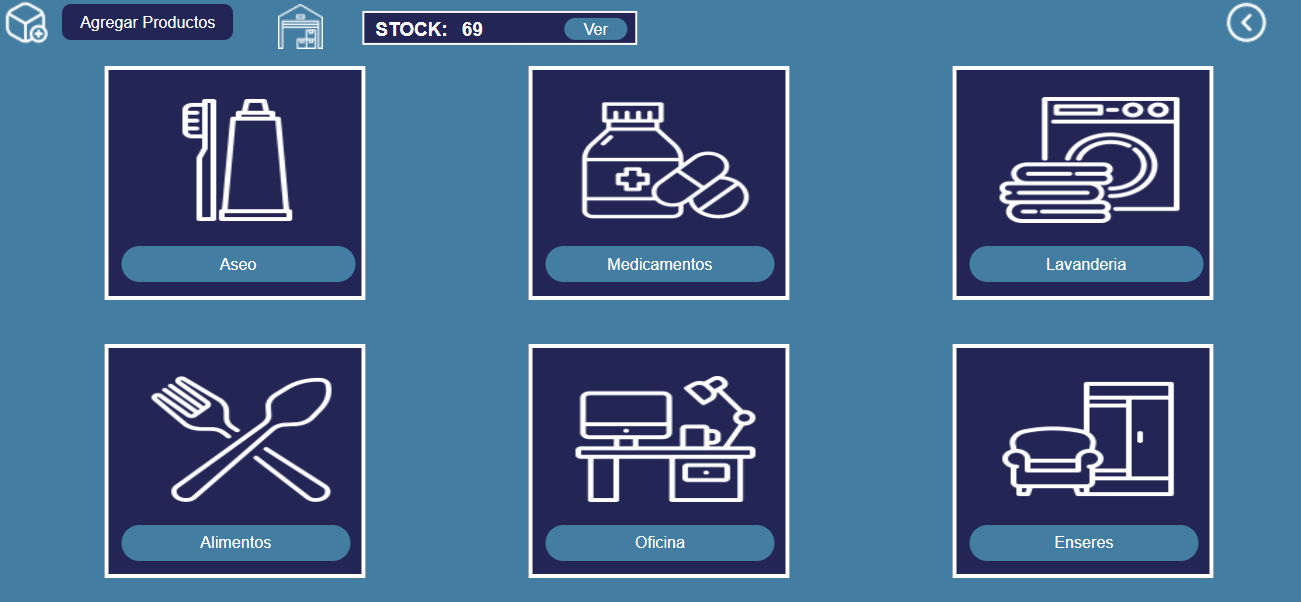 Agregar Productos
STOCK: 69 Ver
Aseo
Medicamentos
Lavanderia
Alimentos
Oficina
Enseres